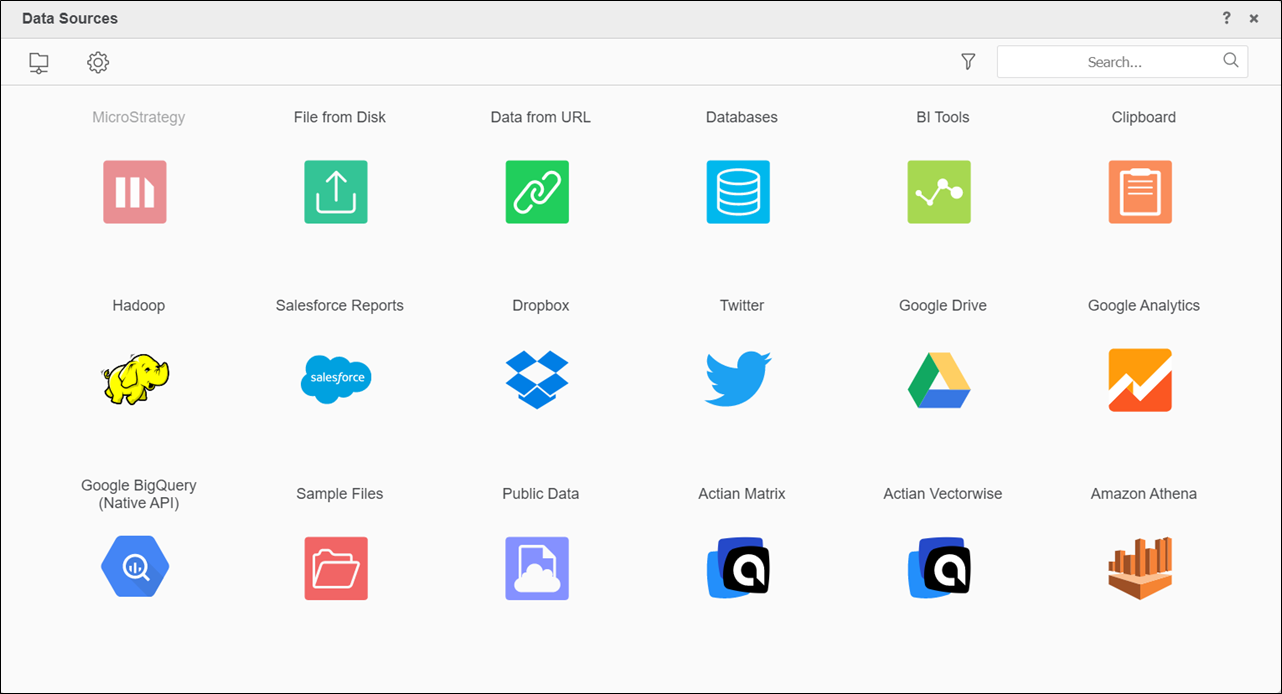 Data Sources
? ×
Search...
MicroStrategy
File from Disk
Data from URL
Databases
BI Tools
Clipboard
Hadoop
Salesforce Reports
Dropbox
Twitter
Google Drive
Google Analytics
salesforce
Google BigQuery
(Native API)
Sample Files
Public Data
Actian Matrix
Actian Vectorwise
Amazon Athena